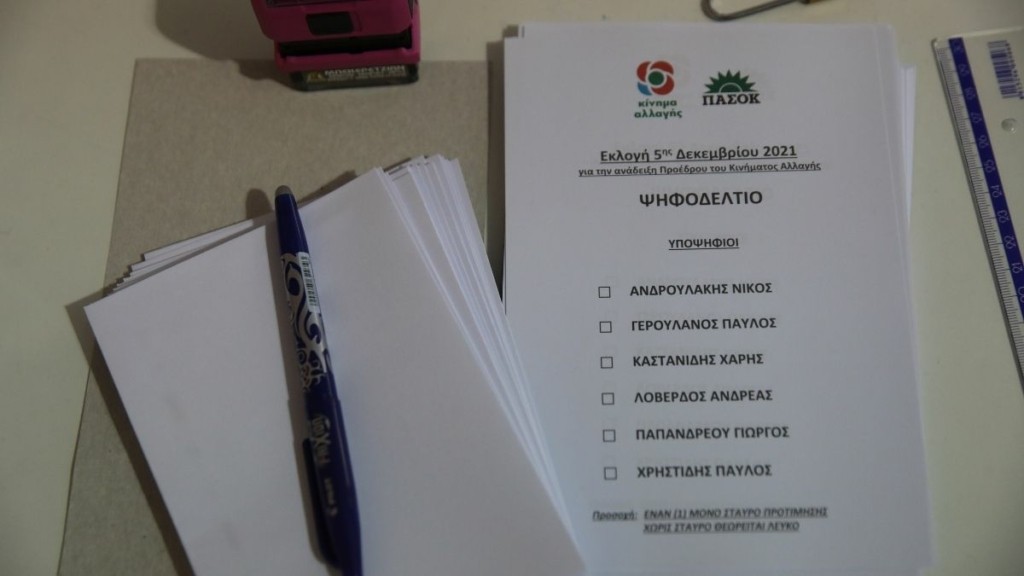 κίνημα
αλλαγής
ΠΑΣΟΚ
Εκλογή 5ης Δεκεμβρίου 2021
για την ανάδειξη Προέδρου του Κινήματος Αλλαγής
ΨΗΦΟΔΕΛΤΙΟ
ΥΠΟΨΗΦΙΟΙ
ΑΝΔΡΟΥΛΑΚΗΣ ΝΙΚΟΣ
ΓΕΡΟΥΛΑΝΟΣ ΠΑΥΛΟΣ
ΚΑΣΤΑΝΙΔΗΣ ΧΑΡΗΣ
ΛΟΒΕΡΔΟΣ ΑΝΔΡΕΑΣ
ΠΑΠΑΝΔΡΕΟΥ ΓΙΩΡΓΟΣ
ΧΡΗΣΤΙΔΗΣ ΠΑΥΛΟΣ
Προσοχή: ΕΝΑΝ (1) ΜΟΝΟ ΣΤΑΥΡΟ ΠΡΟΤΙΜΗΣΗΣ
ΧΩΡΙΣ ΣΤΑΥΡΟ ΘΕΩΡΕΙΤΑΙ ΛΕΥΚΟ